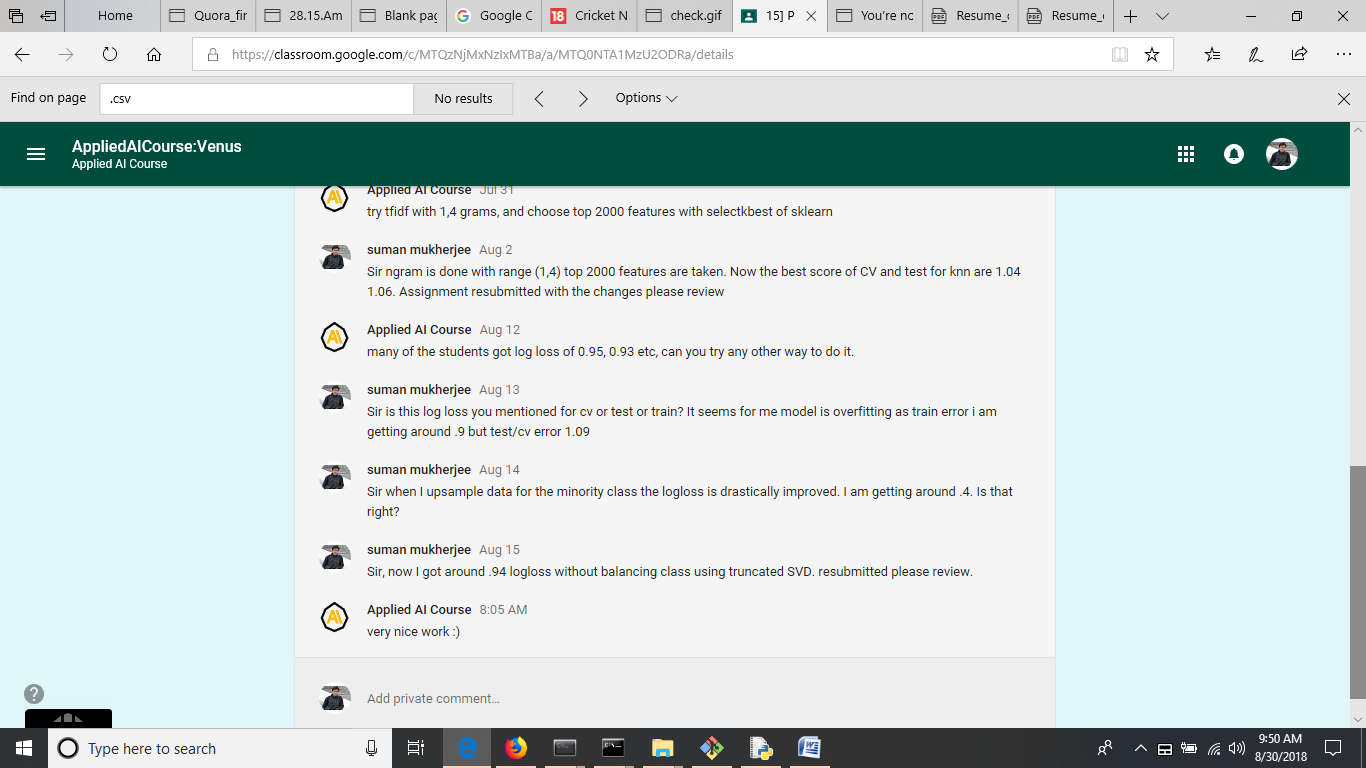 Home
Quora_fir
28.15.Am
Blank pag
Google C
18 Cricket N
check.gif
15] P
You're no
Resume_
Resume_
https://classroom.google.com/c/MTQzNjMxNzIxMTBa/a/MTQ0NTA1MzU2ODRa/details
Find on page
.csv
No results
Options
AppliedAICourse:Venus
Applied AI Course
Applied AI Course Jul 31
try tfidf with 1,4 grams, and choose top 2000 features with selectkbest of sklearn
suman mukherjee Aug 2
Sir ngram is done with range (1,4) top 2000 features are taken. Now the best score of CV and test for knn are 1.04
1.06. Assignment resubmitted with the changes please review
Applied AI Course Aug 12
many of the students got log loss of 0.95, 0.93 etc, can you try any other way to do it.
suman mukherjee Aug 13
Sir is this log loss you mentioned for cv or test or train? It seems for me model is overfitting as train error i am
getting around .9 but test/cv error 1.09
suman mukherjee Aug 14
Sir when I upsample data for the minority class the logloss is drastically improved. I am getting around .4. Is that
right?
suman mukherjee Aug 15
Sir, now I got around .94 logloss without balancing class using truncated SVD. resubmitted please review.
Applied AI Course 8:05 AM
very nice work :)
Add private comment...
Type here to search
9:50 AM
8/30/2018